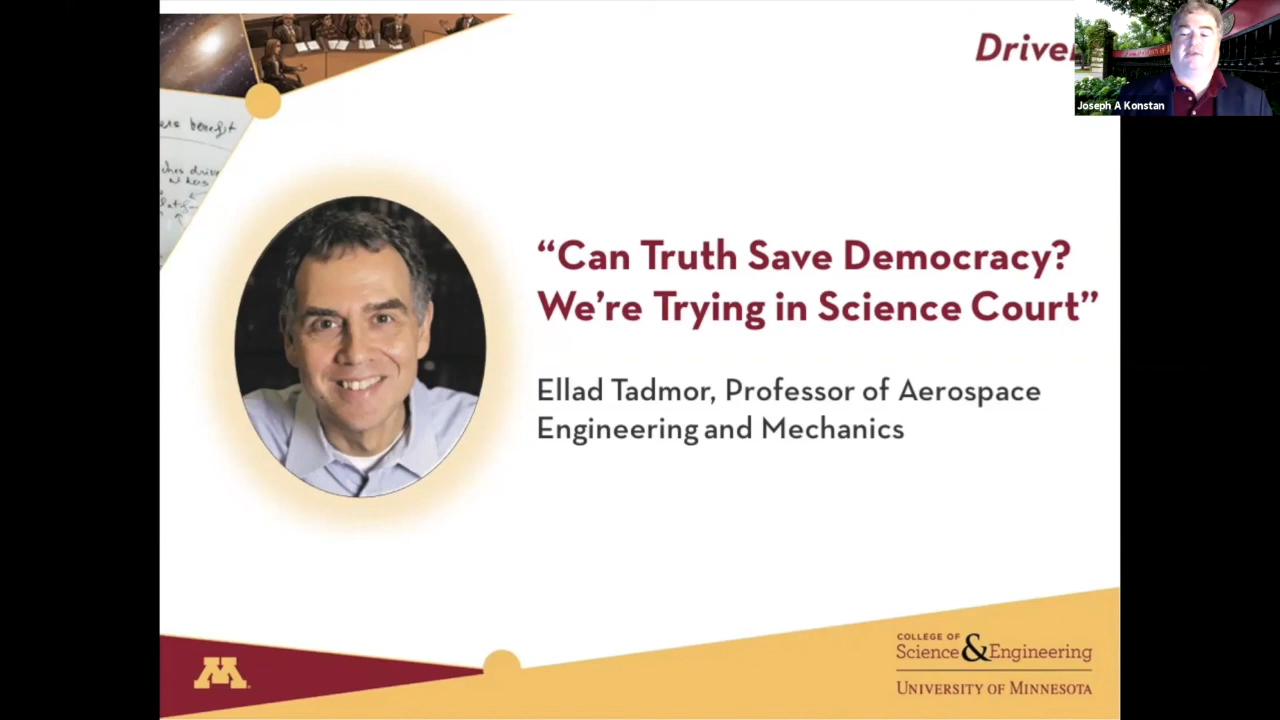 Drive
Joseph A Konstan
benefit
“Can Truth Save Democracy?
We’re Trying in Science Court”
Ellad Tadmor, Professor of Aerospace
Engineering and Mechanics
M
COLLEGE OF
Science & Engineering
UNIVERSITY OF MINNESOTA